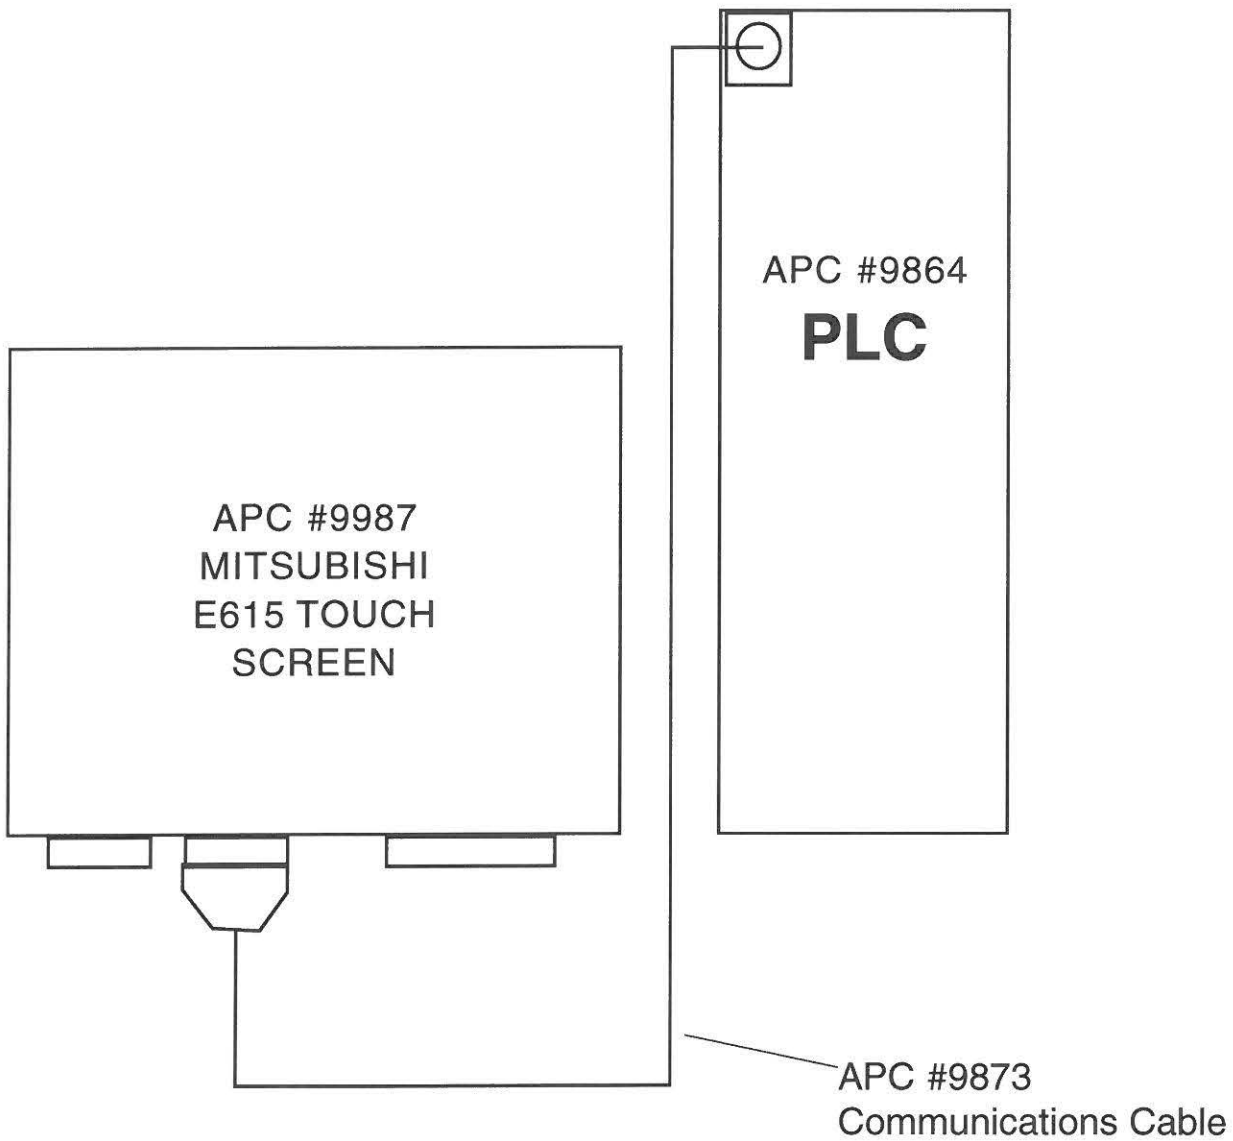 APC #9864
PLC
APC #9987
MITSUBISHI
E615 TOUCH
SCREEN
APC #9873
Communications Cable